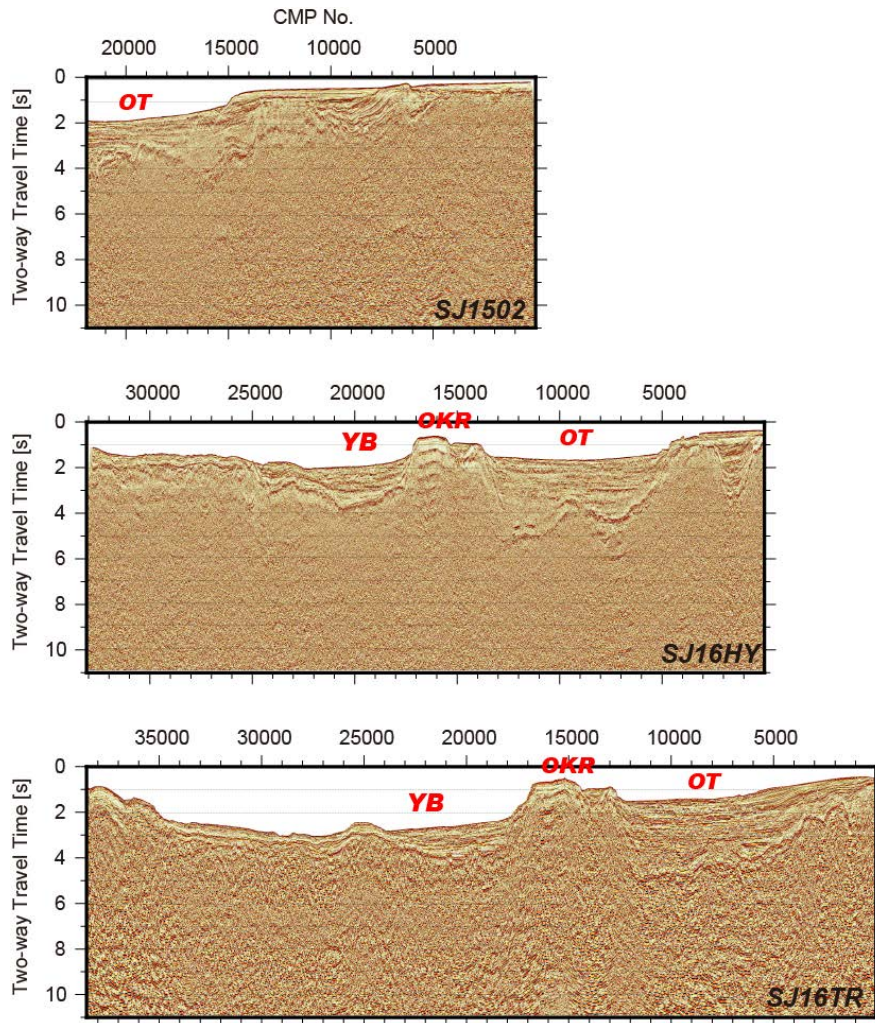 CMP No.
20000 15000 10000 5000
0
OT
2
4
6
8
10
Two-way Travel Time [s]
SJ1502
30000 25000 20000 15000 10000 5000
0
OKR
YB OT
2
4
6
8
10
Two-way Travel Time [s]
SJ16HY
35000 30000 25000 20000 15000 10000 5000
0
OKR
OT
YB
2
4
6
8
10
Two-way Travel Time [s]
SJ16TR